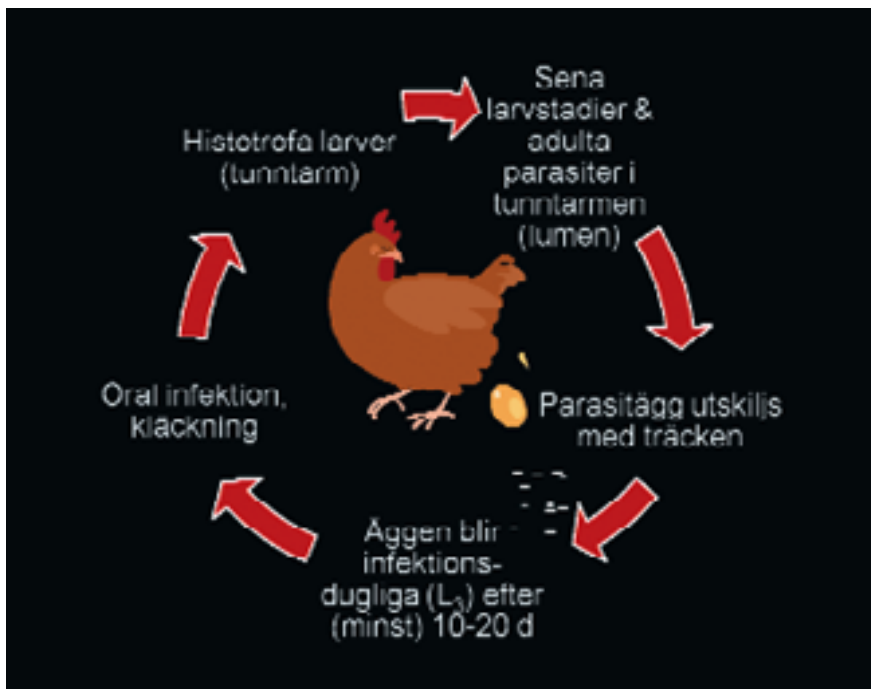 Sena
larvstadier &
adulta
parasiter i
tunntarmen
(lumen)
Histotrofa larver
(tunntarm)
Oral infektion,
kläckning
Parasitägg utskiljs
med träcken
Äggen blir
infektions-
dugliga (L₃) efter
(minst) 10-20 d